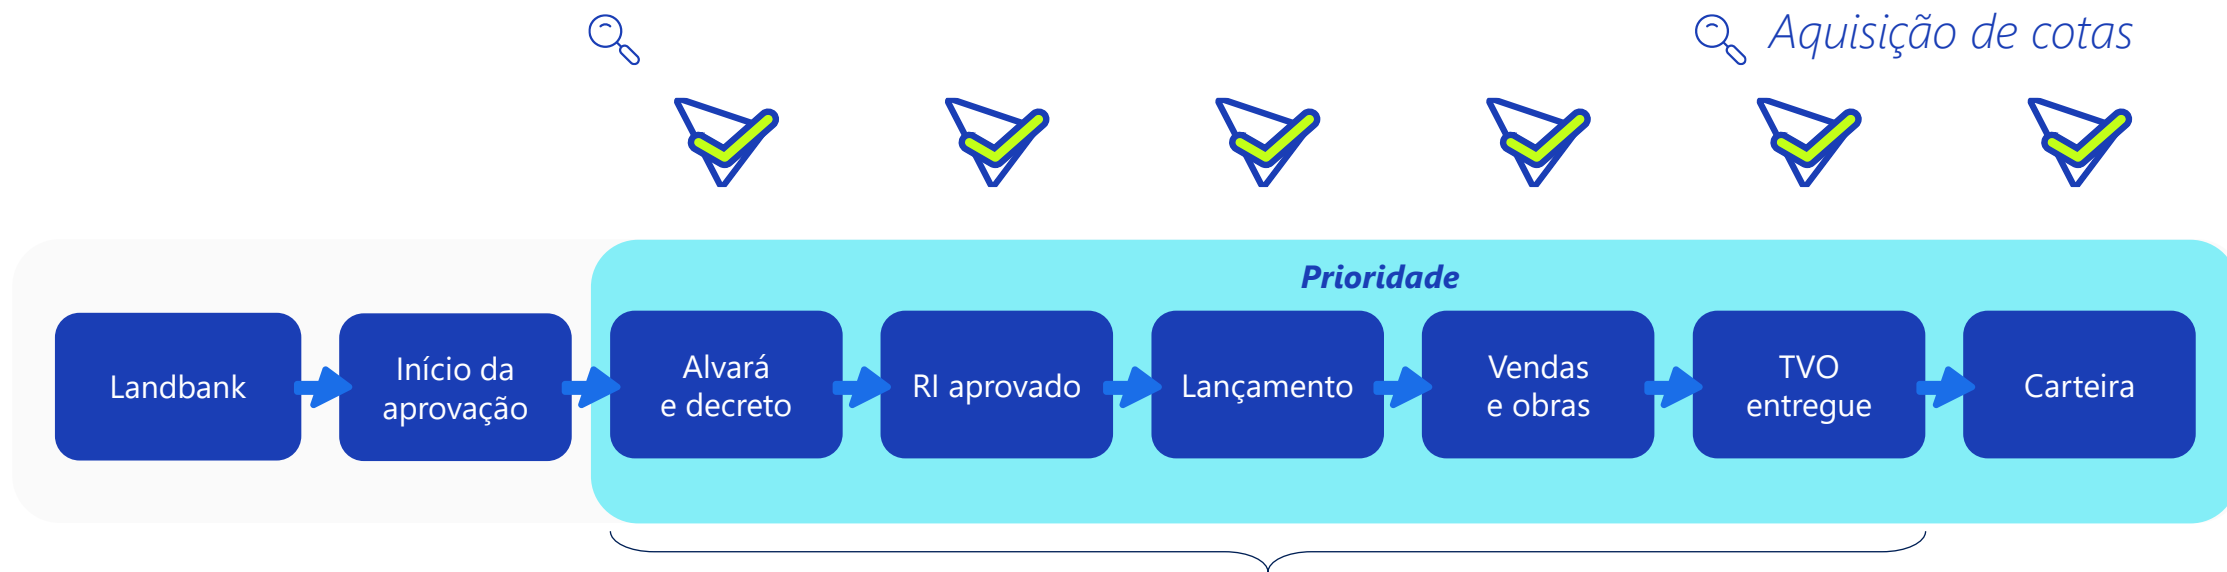 Aquisição de cotas
Prioridade
Landbank
Início da
aprovação
Alvará
e decreto
RI aprovado
Lançamento
Vendas
e obras
TVO
entregue
Carteira